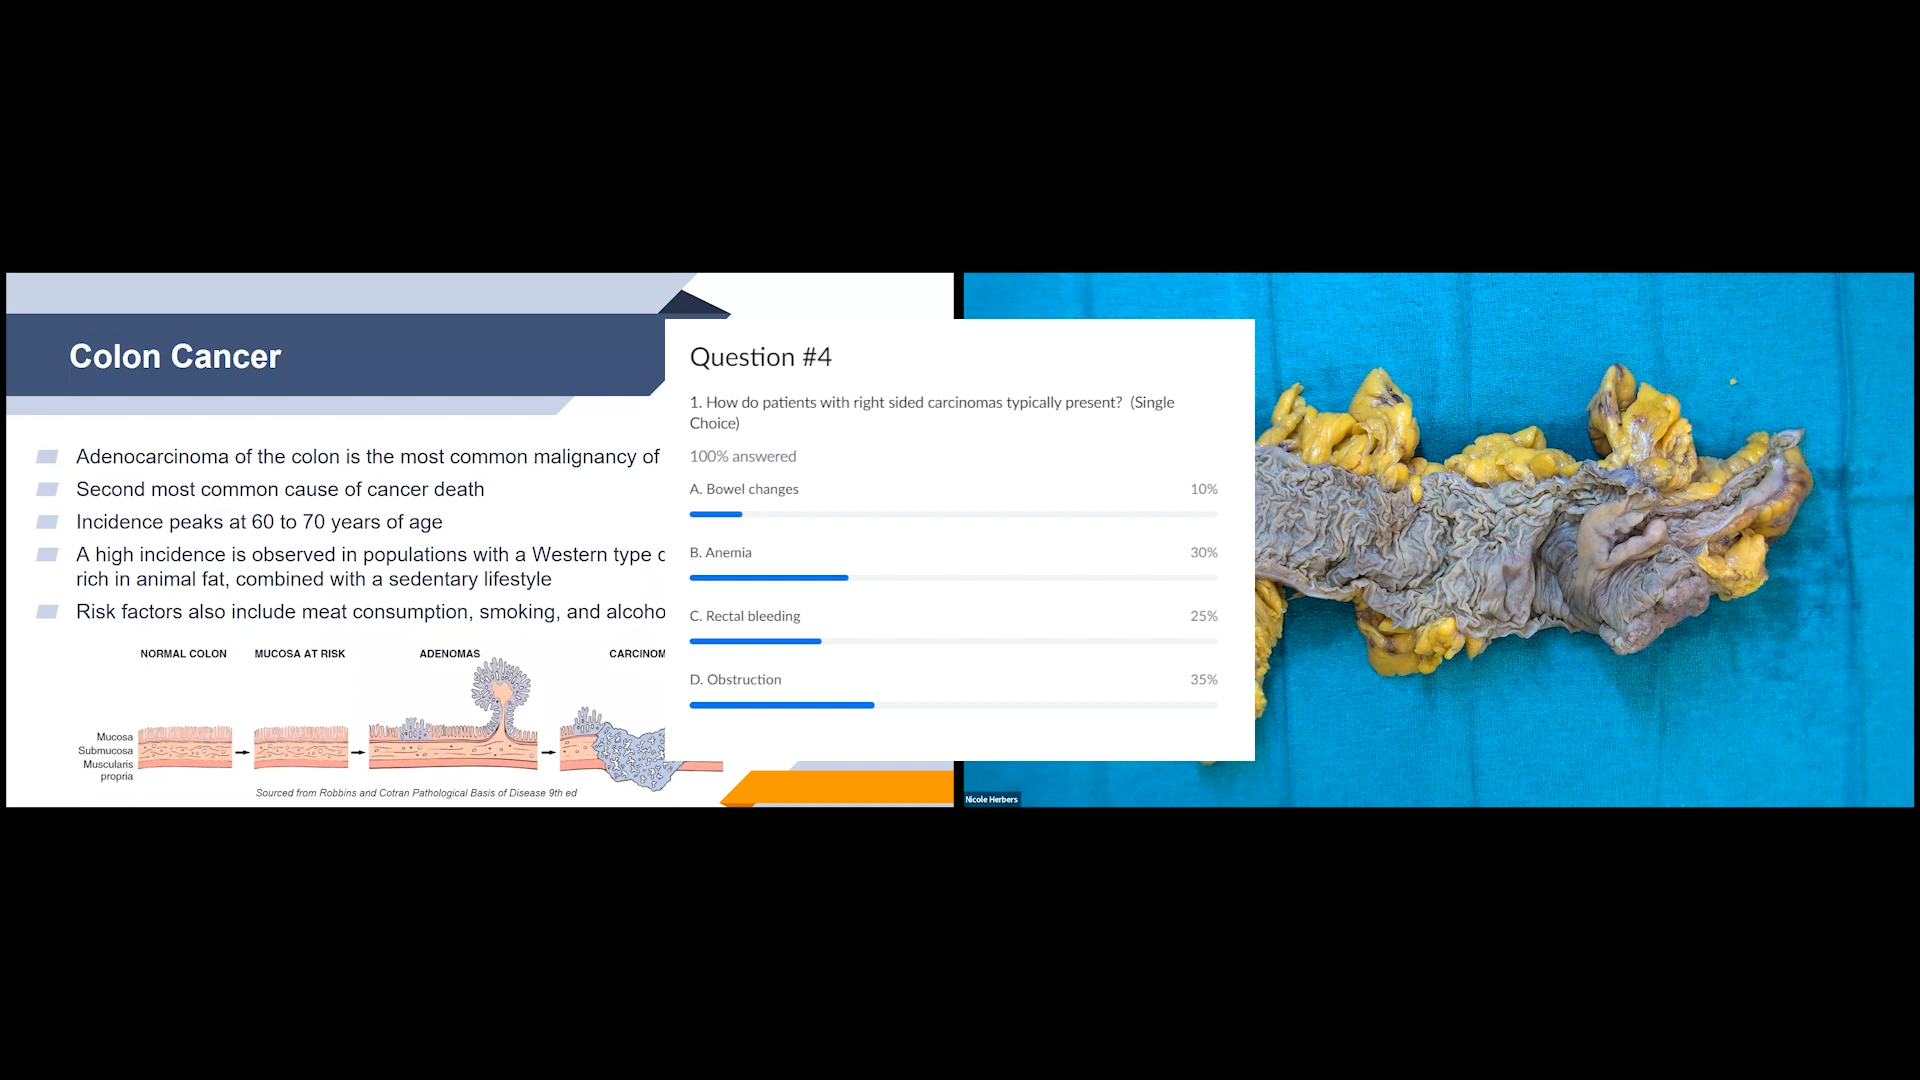 Colon Cancer
Adenocarcinoma of the colon is the most common malignancy of
Second most common cause of cancer death
Incidence peaks at 60 to 70 years of age
A high incidence is observed in populations with a Western type
rich in animal fat, combined with a sedentary lifestyle
Risk factors also include meat consumption, smoking, and
NORMAL COLON
MUCOSA AT RISK
ADENOMAS
Mucosa
Submucosa
Muscularis
propria
Sourced from Robbins and Cotran Pathological Basis of Disease 9th ed
Question #4
1. How do patients with right sided carcinomas typically present? (Single
Choice)
100% answered
A. Bowel changes 10%
B. Anemia 30%
C. Rectal bleeding 25%
D. Obstruction 35%
Nicole Herbers